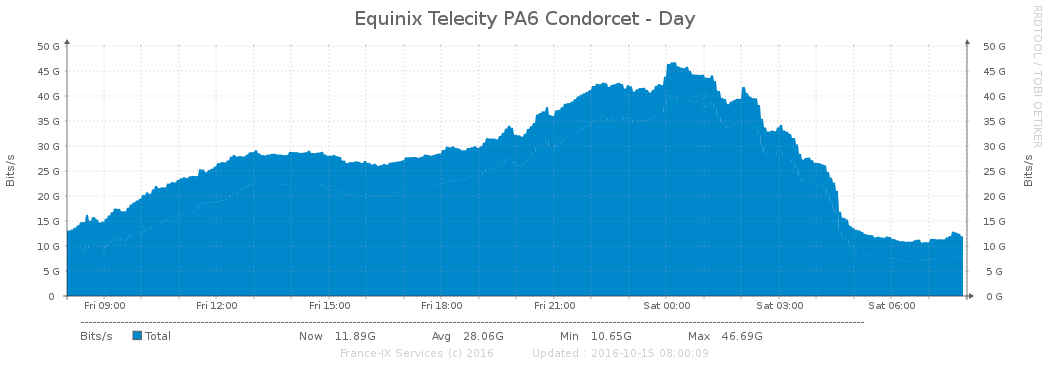 Equinix Telecity PA6 Condorcet - Day
RRDTOOL / TOBI OETIKER
Bits/s
50 G 50 G
45 G 45 G
40 G 40 G
35 G 35 G
30 G 30 G
25 G 25 G
20 G 20 G
15 G 15 G
10 G 10 G
5 G 5 G
0 0 G
Bits/s
Fri 09:00 Fri 12:00 Fri 15:00 Fri 18:00 Fri 21:00 Sat 00:00 Sat 03:00 Sat 06:00
Bits/s Total Now 11.89G Avg 28.06G Min 10.65G Max 46.69G
France-IX Services (c) 2016 Updated : 2016-10-15 08:00:09